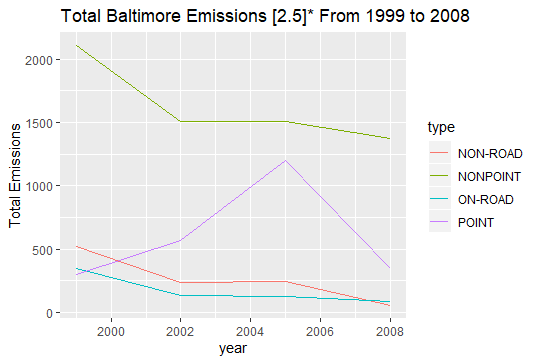 Total Baltimore Emissions [2.5]* From 1999 to 2008
2000
1500
1000
500
0
Total Emissions
2000 2002 2004 2006 2008
year
type
NON-ROAD
NONPOINT
ON-ROAD
POINT